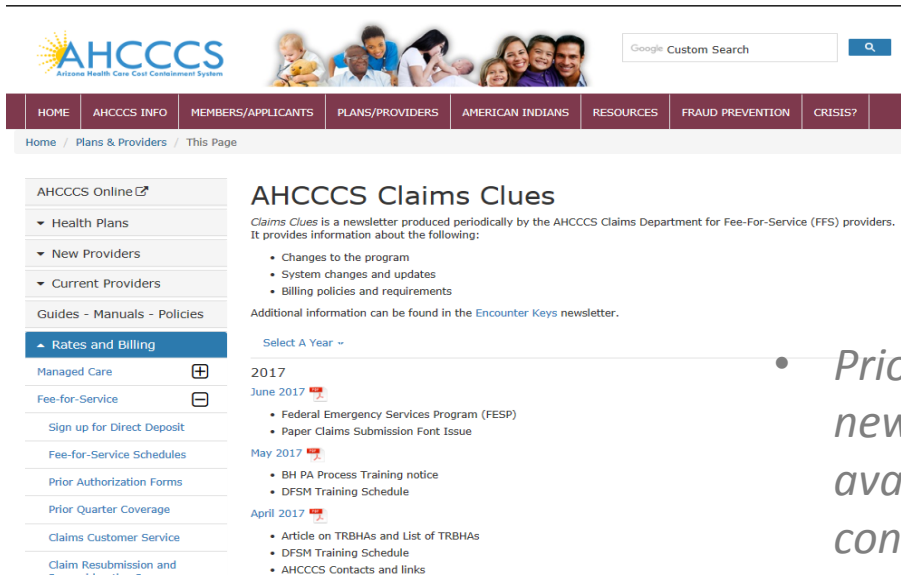 AHCCCS
Arizona Health Care Cost Containment System
Google Custom Search
HOME AHCCCS INFO MEMBERS/APPLICANTS PLANS/PROVIDERS AMERICAN INDIANS RESOURCES FRAUD PREVENTION CRISIS?
Home / Plans & Providers / This Page
AHCCCS Online
Health Plans
New Providers
Current Providers
Guides - Manuals - Policies
Rates and Billing
Managed Care
Fee-for-Service
Sign up for Direct Deposit
Fee-for-Service Schedules
Prior Authorization Forms
Prior Quarter Coverage
Claims Customer Service
Claim Resubmission and
AHCCCS Claims Clues
Claims Clues is a newsletter produced periodically by the AHCCCS Claims Department for Fee-For-Service (FFS) providers.
It provides information about the following:
• Changes to the program
• System changes and updates
• Billing policies and requirements
Additional information can be found in the Encounter Keys newsletter.
Select A Year
2017
June 2017
• Federal Emergency Services Program (FESP)
• Paper Claims Submission Font Issue
May 2017
• BH PA Process Training notice
• DFSM Training Schedule
April 2017
• Article on TRBHAs and List of TRBHAs
• DFSM Training Schedule
• AHCCCS Contacts and links